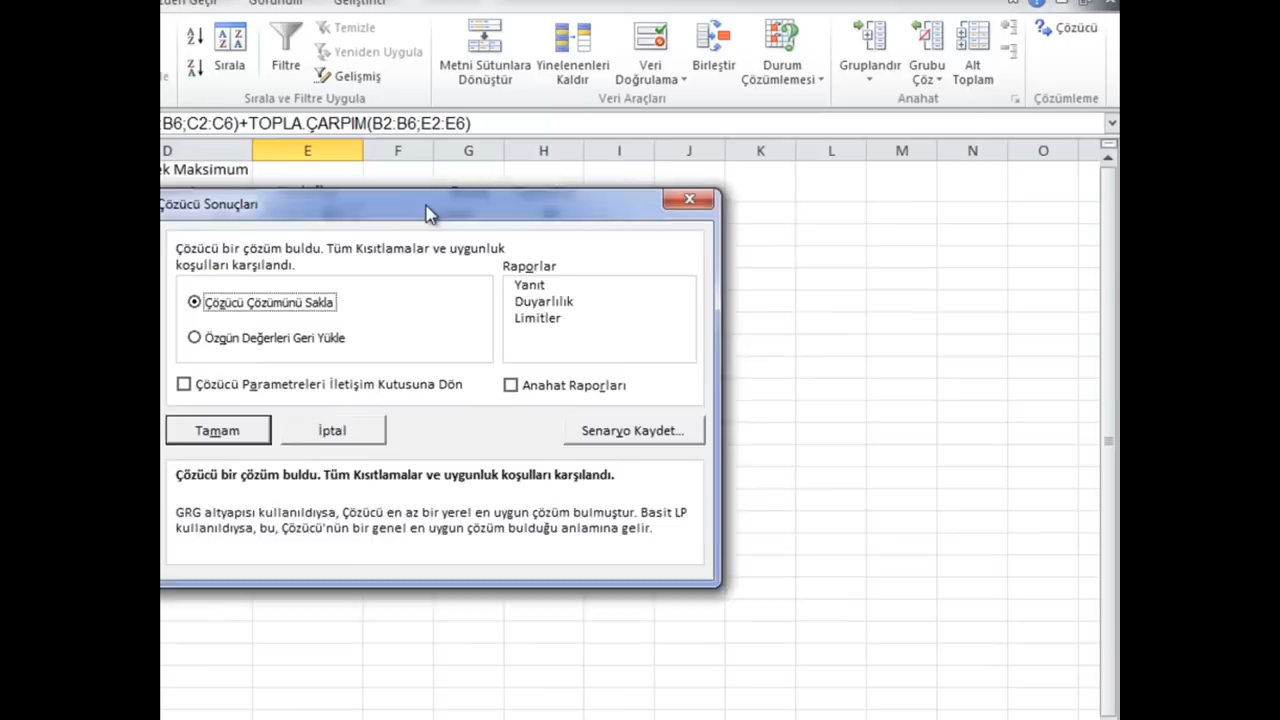 Geliştirici
Temizle
Yeniden Uygula
Gelişmiş
Sırala
Filtre
Sırala ve Filtre Uygula
Metni Sütunlara
Dönüştür
Yinelenenleri
Kaldır
Veri
Doğrulama
Birleştir
Durum
Çözümlemesi
Veri Araçları
Gruplandır
Grubu
Çöz
Alt
Toplam
Anahat
Çözücü
Çözümleme
B6;C2:C6)+TOPLA.ÇARPIM(B2:B6;E2:E6)
D E F G H I J K L M N O
Maksimum
Çözücü Sonuçları
Çözücü bir çözüm buldu. Tüm Kısıtlamalar ve uygunluk
koşulları karşılandı.
Raporlar
Yanıt
Duyarlılık
Limitler
Çözücü Çözümünü Sakla
Özgün Değerleri Geri Yükle
Çözücü Parametreleri İletişim Kutusuna Dön
Anahat Raporları
Tamam
İptal
Senaryo Kaydet...
Çözücü bir çözüm buldu. Tüm Kısıtlamalar ve uygunluk koşulları karşılandı.
GRG altyapısı kullanıldıysa, Çözücü en az bir yerel en uygun çözüm bulmuştur. Basit LP
kullanıldıysa, bu, Çözücü'nün bir genel en uygun çözüm bulduğu anlamına gelir.